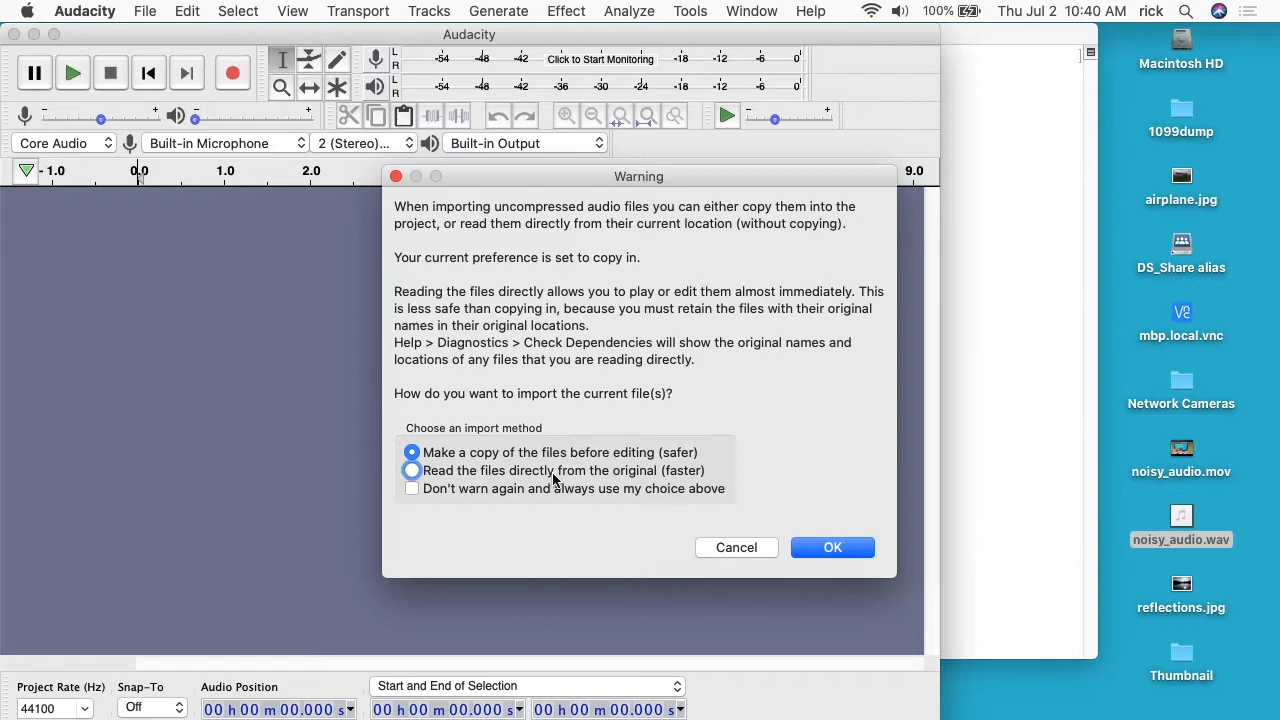 Audacity File Edit Select View Transport Tracks Generate Effect Analyze Tools Window Help 100% Thu Jul 2 10:40 AM rick
Audacity
L -54 -48 -42 Click to Start Monitoring -18 -12 -6 0
R
L -54 -48 -42 -36 -30 -24 -18 -12 -6 0
R
- + - + - +
Core Audio Built-in Microphone 2 (Stereo)... Built-in Output
- 1.0 0.0 1.0 2.0 9.0
Warning
When importing uncompressed audio files you can either copy them into the
project, or read them directly from their current location (without copying).
Your current preference is set to copy in.
Reading the files directly allows you to play or edit them almost immediately. This
is less safe than copying in, because you must retain the files with their original
names in their original locations.
Help > Diagnostics > Check Dependencies will show the original names and
locations of any files that you are reading directly.
How do you want to import the current file(s)?
Choose an import method
Make a copy of the files before editing (safer)
Read the files directly from the original (faster)
Don't warn again and always use my choice above
Cancel OK
Project Rate (Hz) Snap-To Audio Position Start and End of Selection
44100 Off 00 h 00 m 00.000 s 00 h 00 m 00.000 s 00 h 00 m 00.000 s
Macintosh HD
1099dump
airplane.jpg
DS_Share alias
VE
mbp.local.vnc
Network Cameras
noisy_audio.mov
noisy_audio.wav
reflections.jpg
Thumbnail